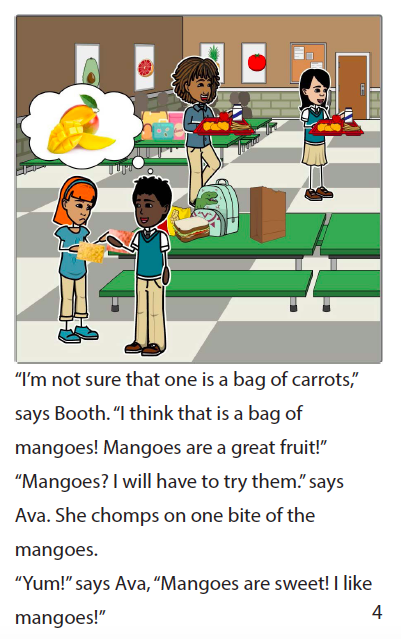 “I’m not sure that one is a bag of carrots,”
says Booth. “I think that is a bag of
mangoes! Mangoes are a great fruit!”
“Mangoes? I will have to try them.” says
Ava. She chomps on one bite of the
mangoes.
“Yum!” says Ava, “Mangoes are sweet! I like
mangoes!”
4